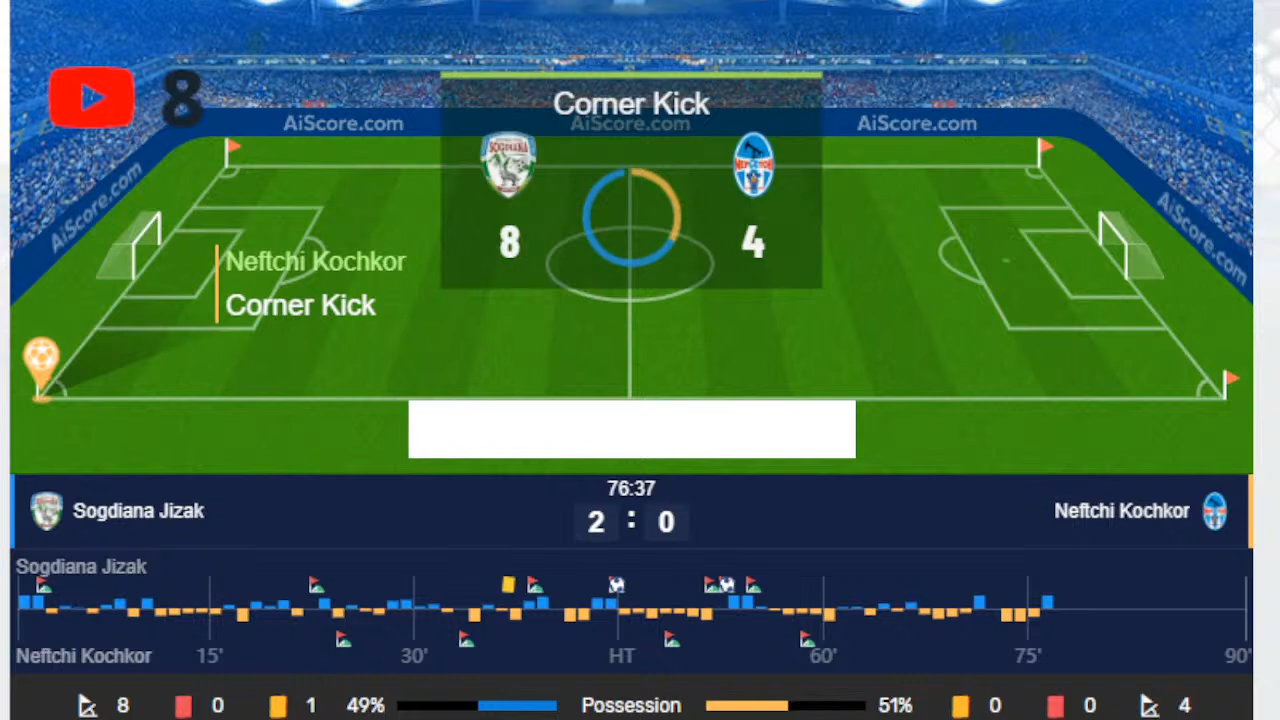 8
Corner Kick
AiScore.com
AiScore.com
AiScore.com
AiScore.com
AiScore.com
SOGDIANA
8
4
Neftchi Kochkor
Corner Kick
Sogdiana Jizak
76:37
2 : 0
Neftchi Kochkor
Sogdiana Jizak
Neftchi Kochkor
15'
30'
HT
60'
75'
90'
8
0
1
49%
Possession
51%
0
0
4